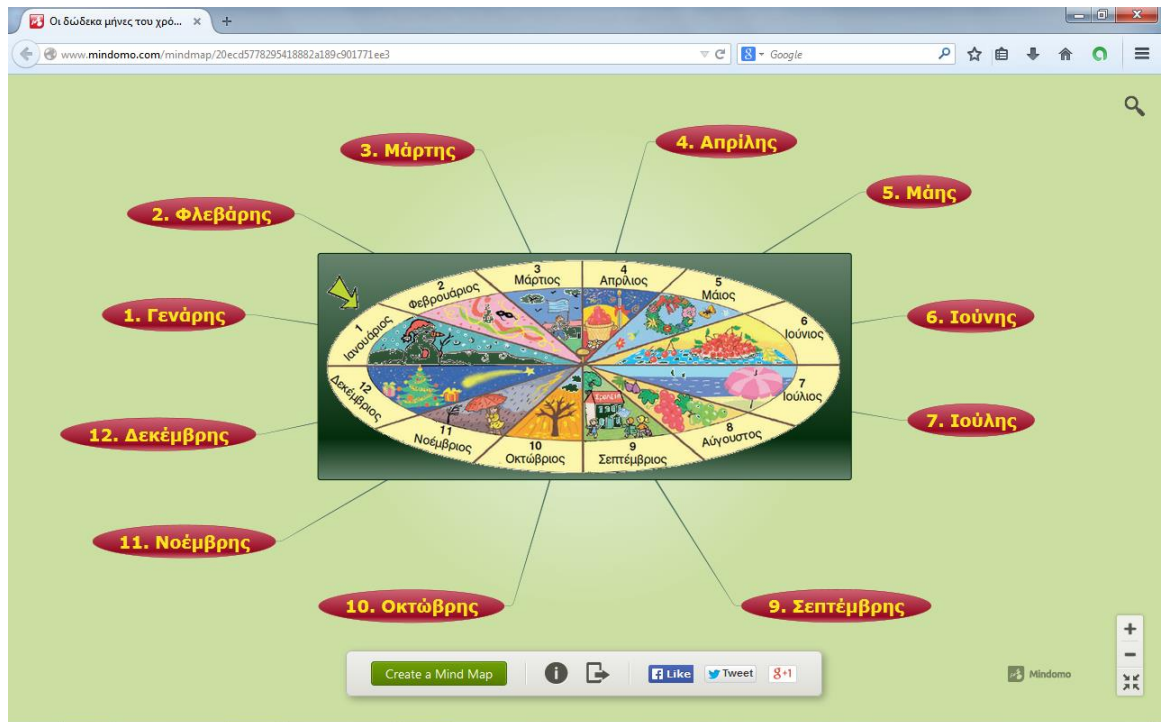 Οι δώδεκα μήνες του χρό...
www.mindomo.com/mindmap/20ecd5778295418882a189c901771ee3
Google
3. Μάρτης
4. Απρίλης
2. Φλεβάρης
5. Μάης
1. Γενάρης
6. Ιούνης
12. Δεκέμβρης
7. Ιούλης
11. Νοέμβρης
10. Οκτώβρης
9. Σεπτέμβρης
1
Ιανουάριος
2
Φεβρουάριος
3
Μάρτιος
4
Απρίλιος
5
Μάιος
6
Ιούνιος
7
Ιούλιος
8
Αύγουστος
9
Σεπτέμβριος
10
Οκτώβριος
11
Νοέμβριος
12
Δεκέμβριος
Create a Mind Map
Like
Tweet
g+1
Mindomo